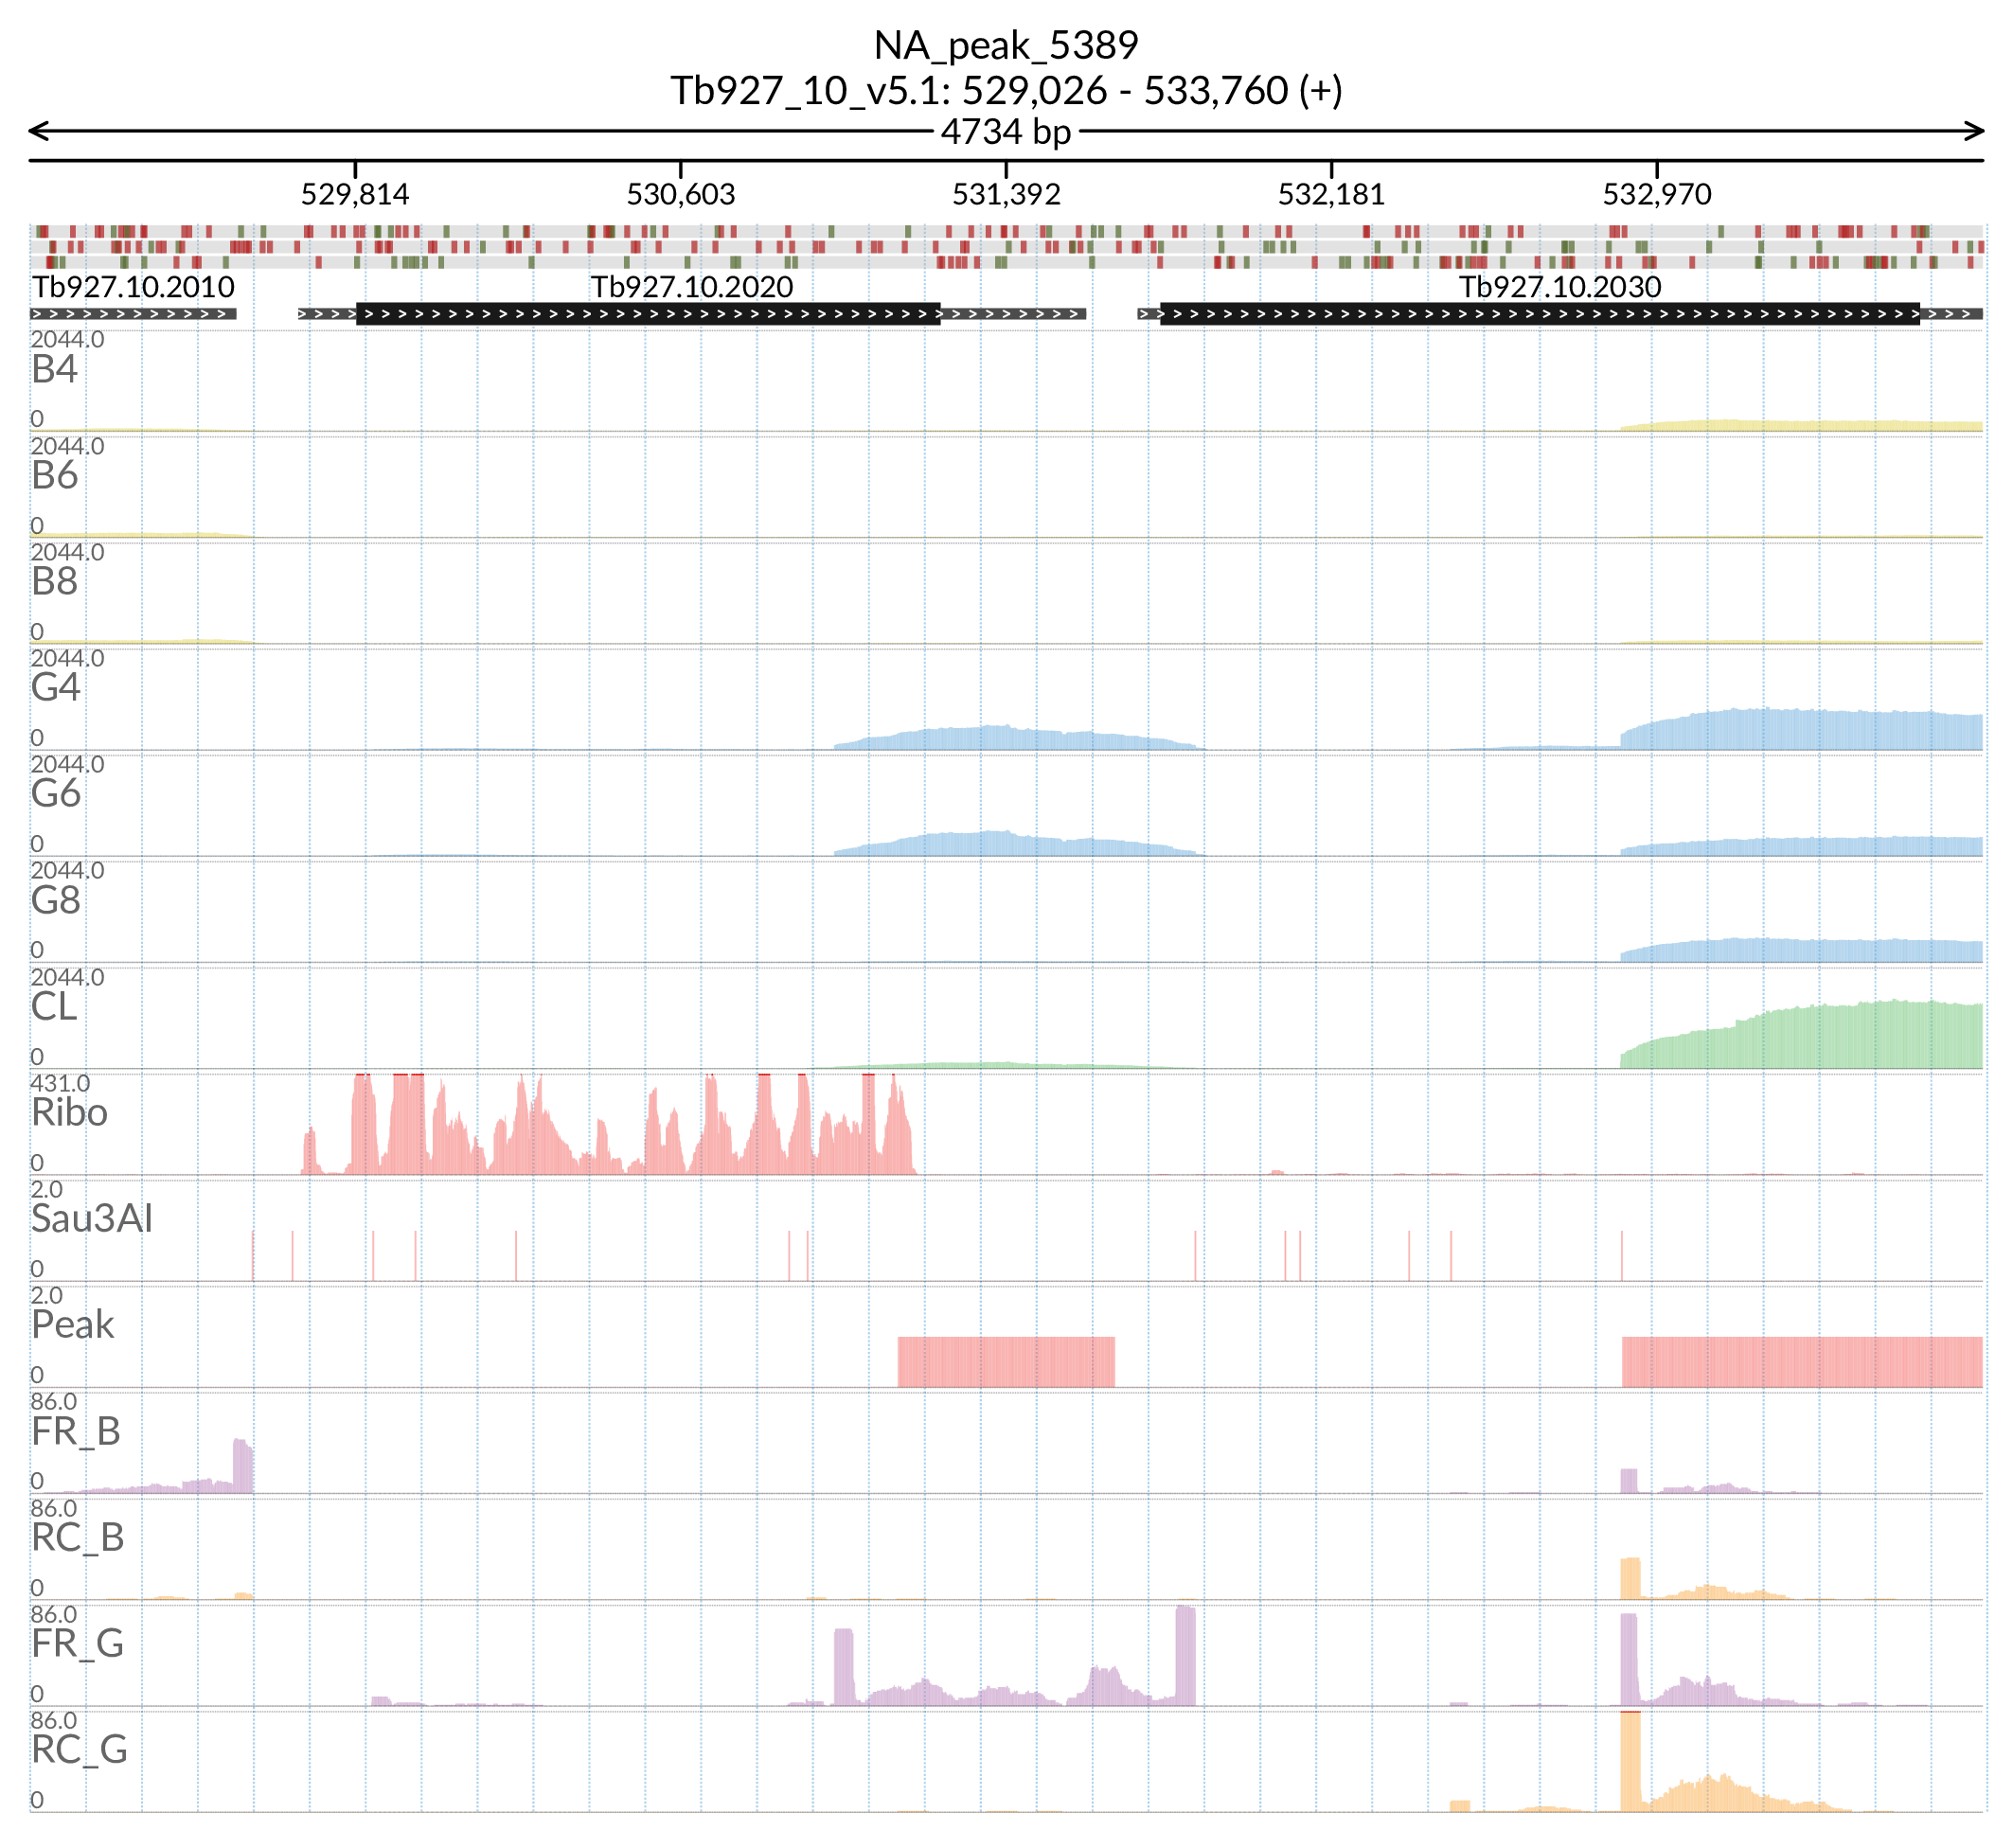 NA_peak_5389
Tb927_10_v5.1: 529,026 - 533,760 (+)
4734 bp
529,814 530,603 531,392 532,181 532,970
Tb927.10.2010 Tb927.10.2020 Tb927.10.2030
2044.0
B4
0
2044.0
B6
0
2044.0
B8
0
2044.0
G4
0
2044.0
G6
0
2044.0
G8
0
2044.0
CL
0
431.0
Ribo
0
2.0
Sau3AI
0
2.0
Peak
0
86.0
FR_B
0
86.0
RC_B
0
86.0
FR_G
0
86.0
RC_G
0